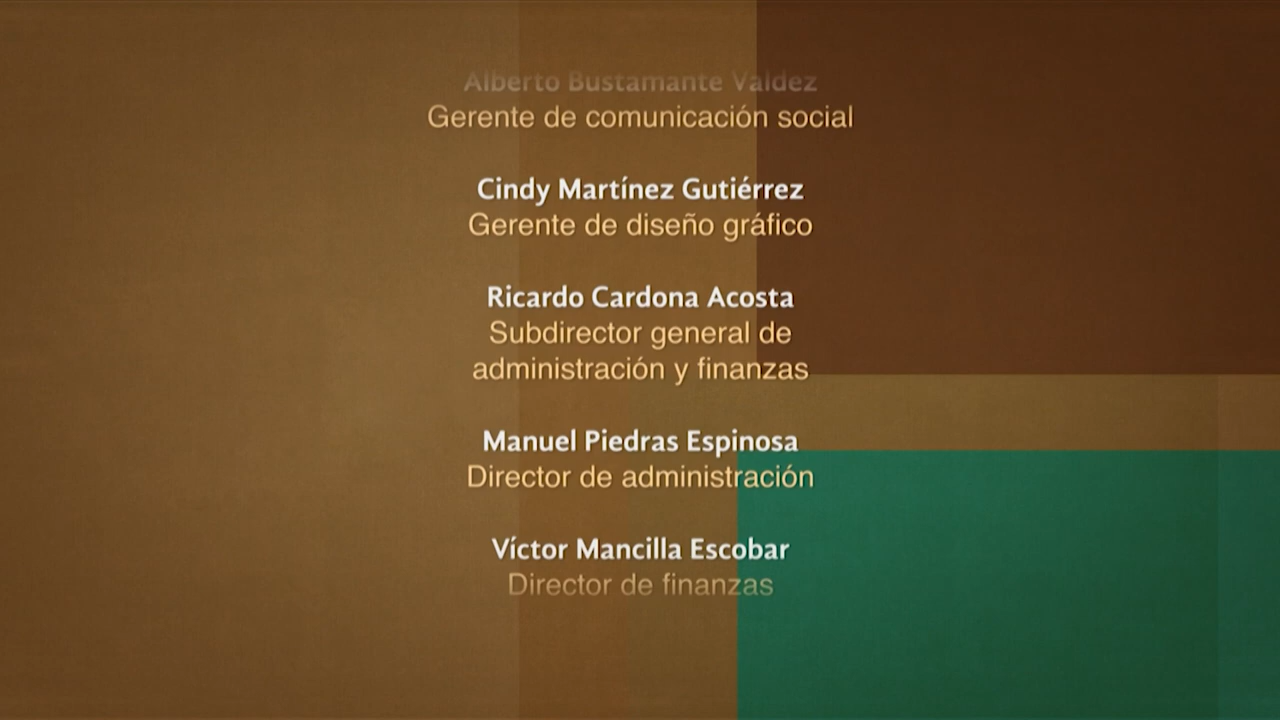 Alberto Bustamante Valdez
Gerente de comunicación social
Cindy Martínez Gutiérrez
Gerente de diseño gráfico
Ricardo Cardona Acosta
Subdirector general de
administración y finanzas
Manuel Piedras Espinosa
Director de administración
Víctor Mancilla Escobar
Director de finanzas